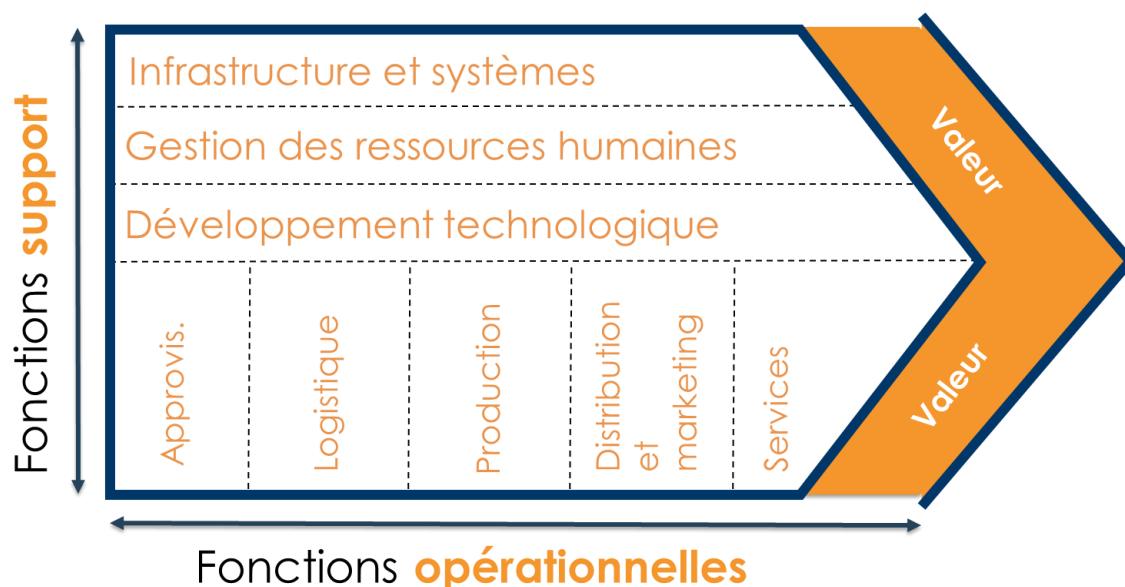 Fonctions support
Infrastructure et systèmes
Gestion des ressources humaines
Développement technologique
Approvis.
Logistique
Production
Distribution
et
marketing
Services
Valeur
Valeur
Fonctions opérationnelles